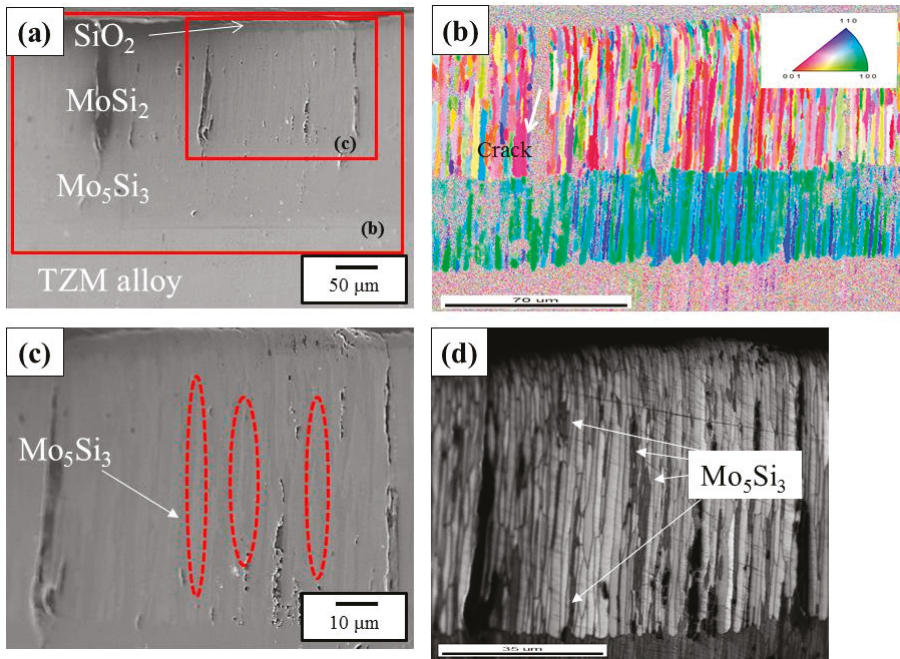 (a)
SiO₂
MoSi₂
(c)
Mo₅Si₃
(b)
TZM alloy
50 μm
(b)
110
001
100
Crack
70 um
(c)
Mo₅Si₃
10 μm
(d)
Mo₅Si₃
35 um